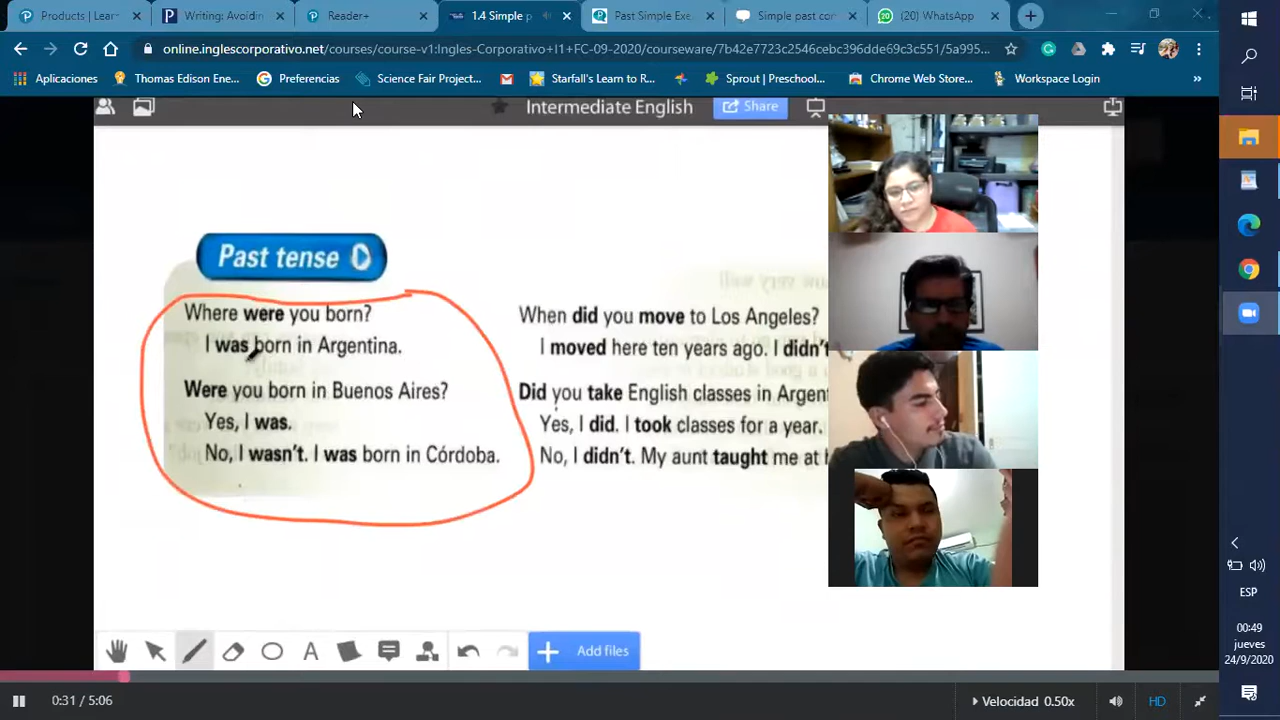 Products | Lear
Writing: Avoidin
Reader+
1.4 Simple p
Past Simple Exe
Simple past con
(20) WhatsApp
online.inglescorporativo.net/courses/course-v1:Ingles-Corporativo+I1+FC-09-2020/courseware/7b42e7723c2546cebc396dde69c3c551/5a995...
Aplicaciones
Thomas Edison Ene...
Preferencias
Science Fair Project...
Starfall's Learn to R...
Sprout | Preschool...
Chrome Web Store...
Workspace Login
»
Intermediate English
Share
Past tense
Where were you born?
I was born in Argentina.
Were you born in Buenos Aires?
Yes, I was.
No, I wasn't. I was born in Córdoba.
When did you move to Los Angeles?
I moved here ten years ago. I didn't
Did you take English classes in Argen
Yes, I did. I took classes for a year.
No, I didn't. My aunt taught me at
Add files
0:31 / 5:06
Velocidad 0.50x
HD
ESP
00:49
jueves
24/9/2020